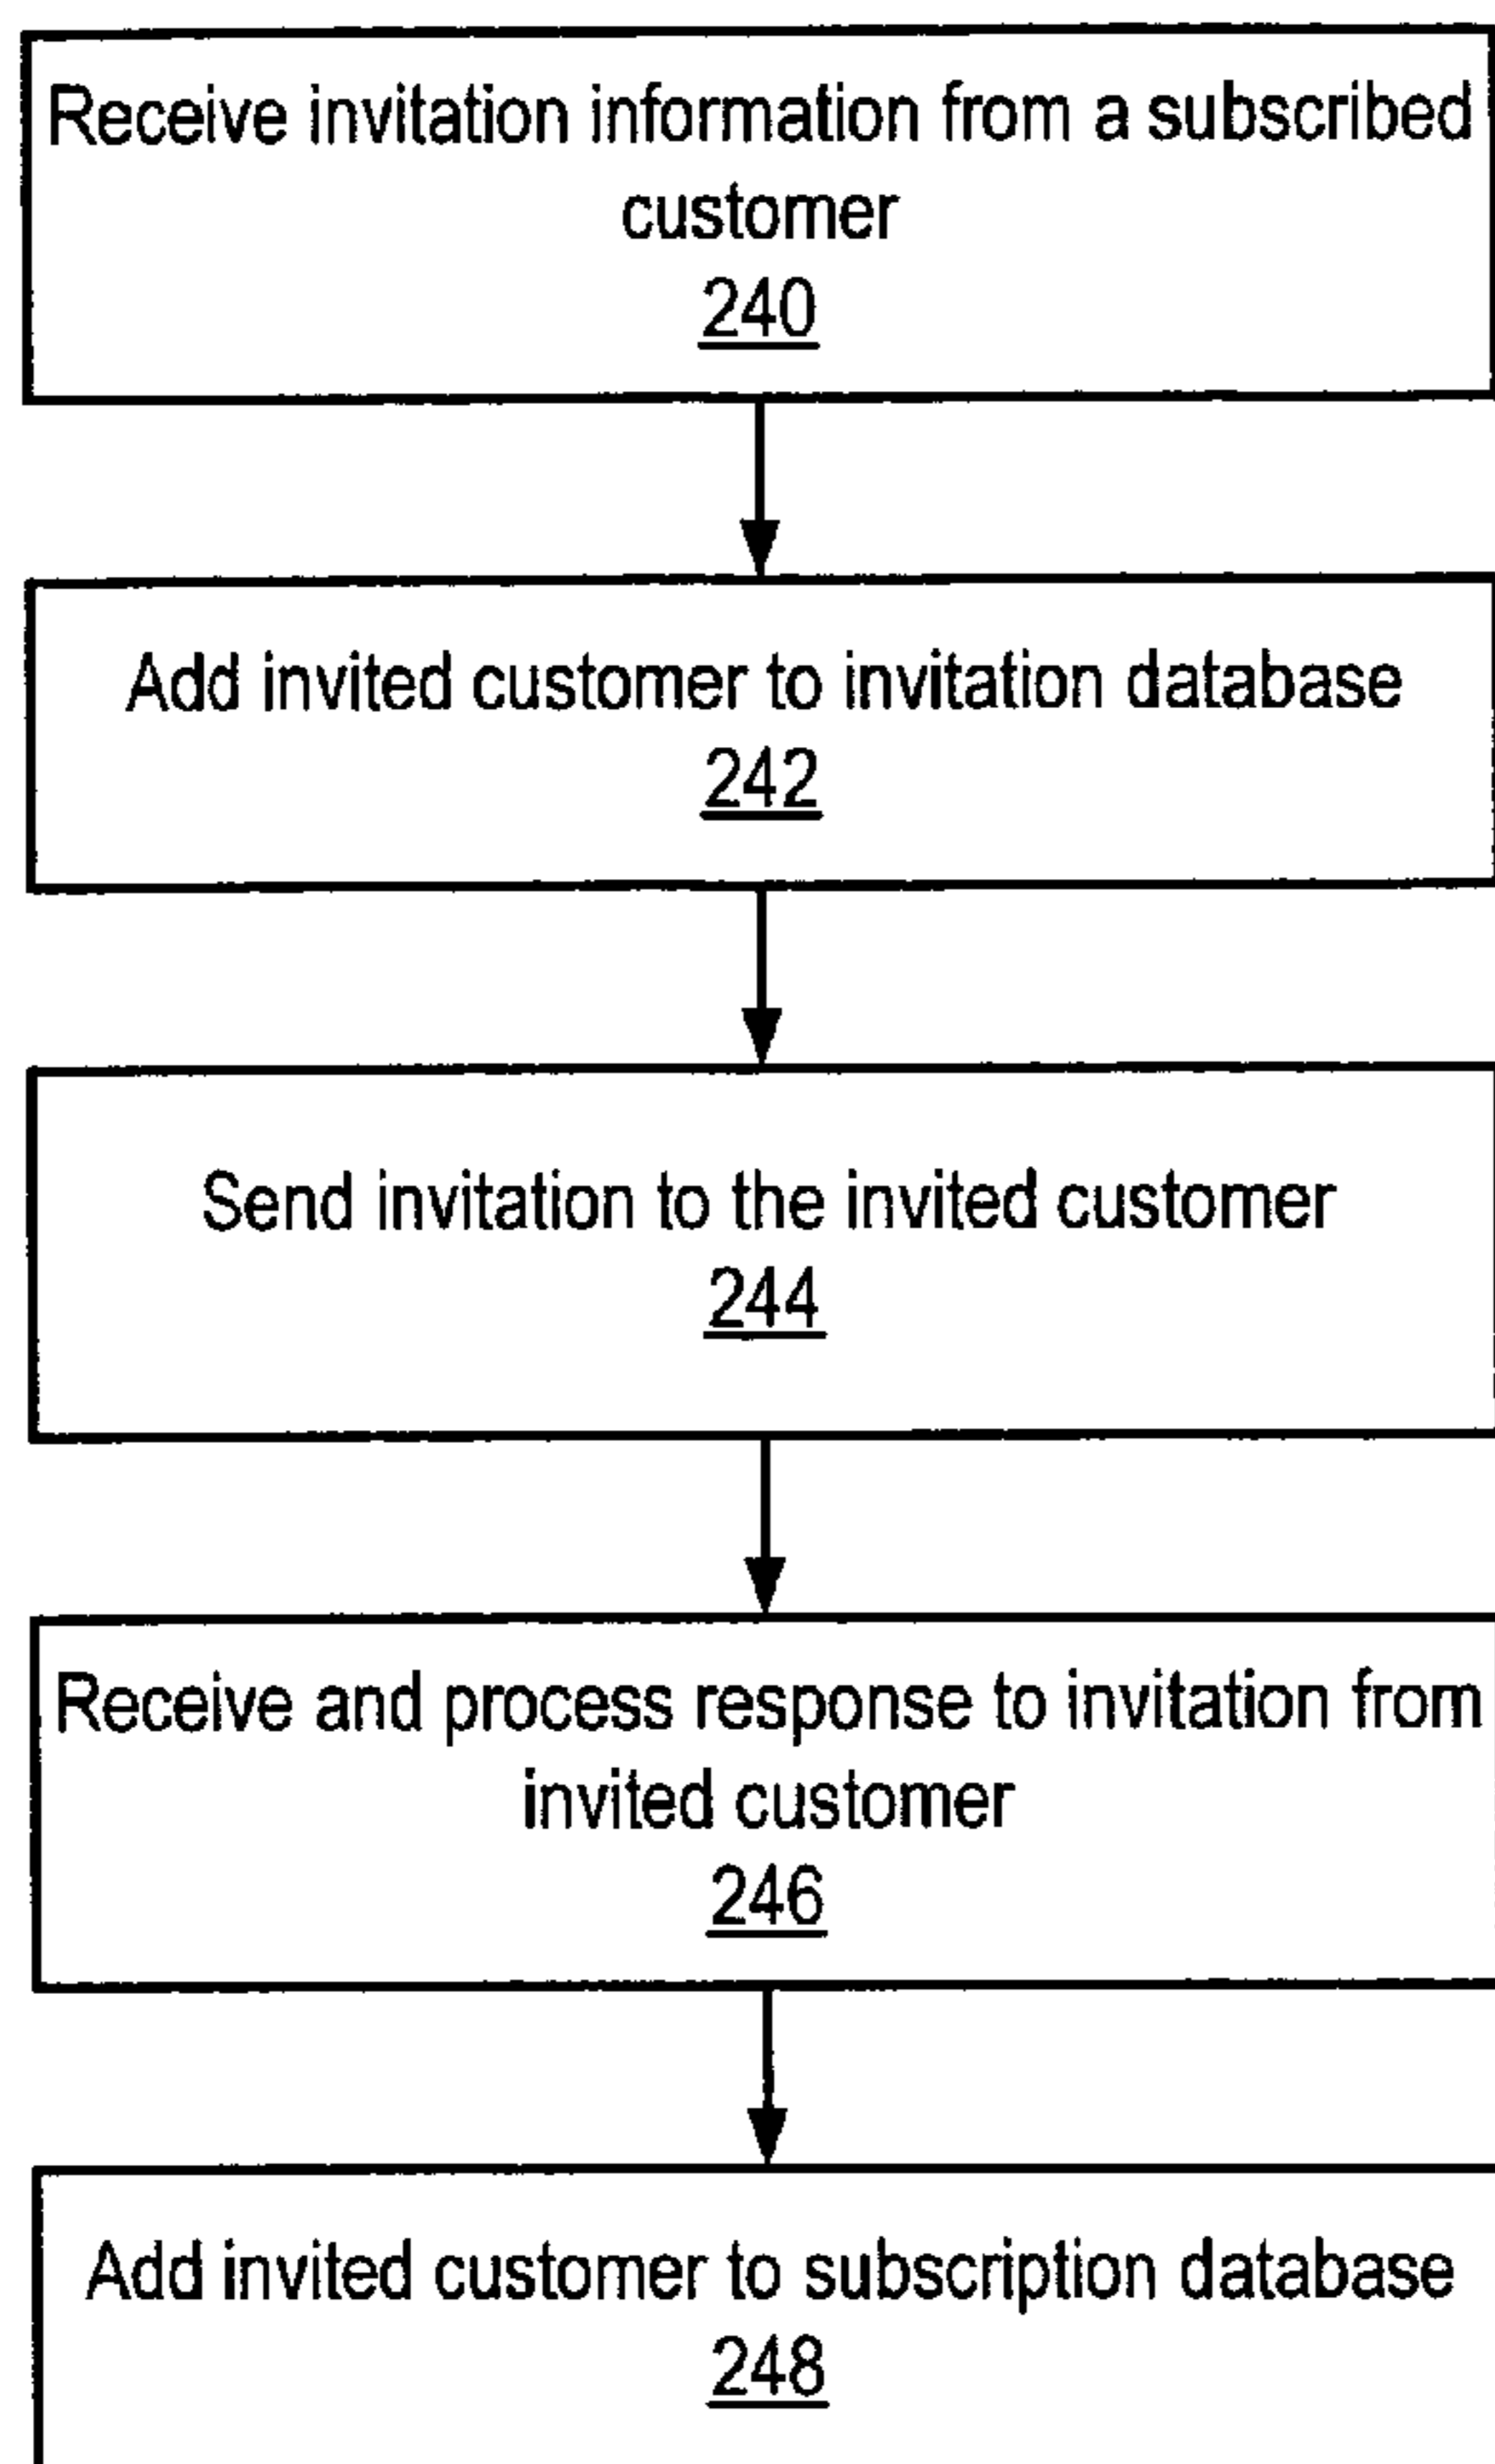 Receive invitation information from a subscribed
customer
240
Add invited customer to invitation database
242
Send invitation to the invited customer
244
Receive and process response to invitation from
invited customer
246
Add invited customer to subscription database
248